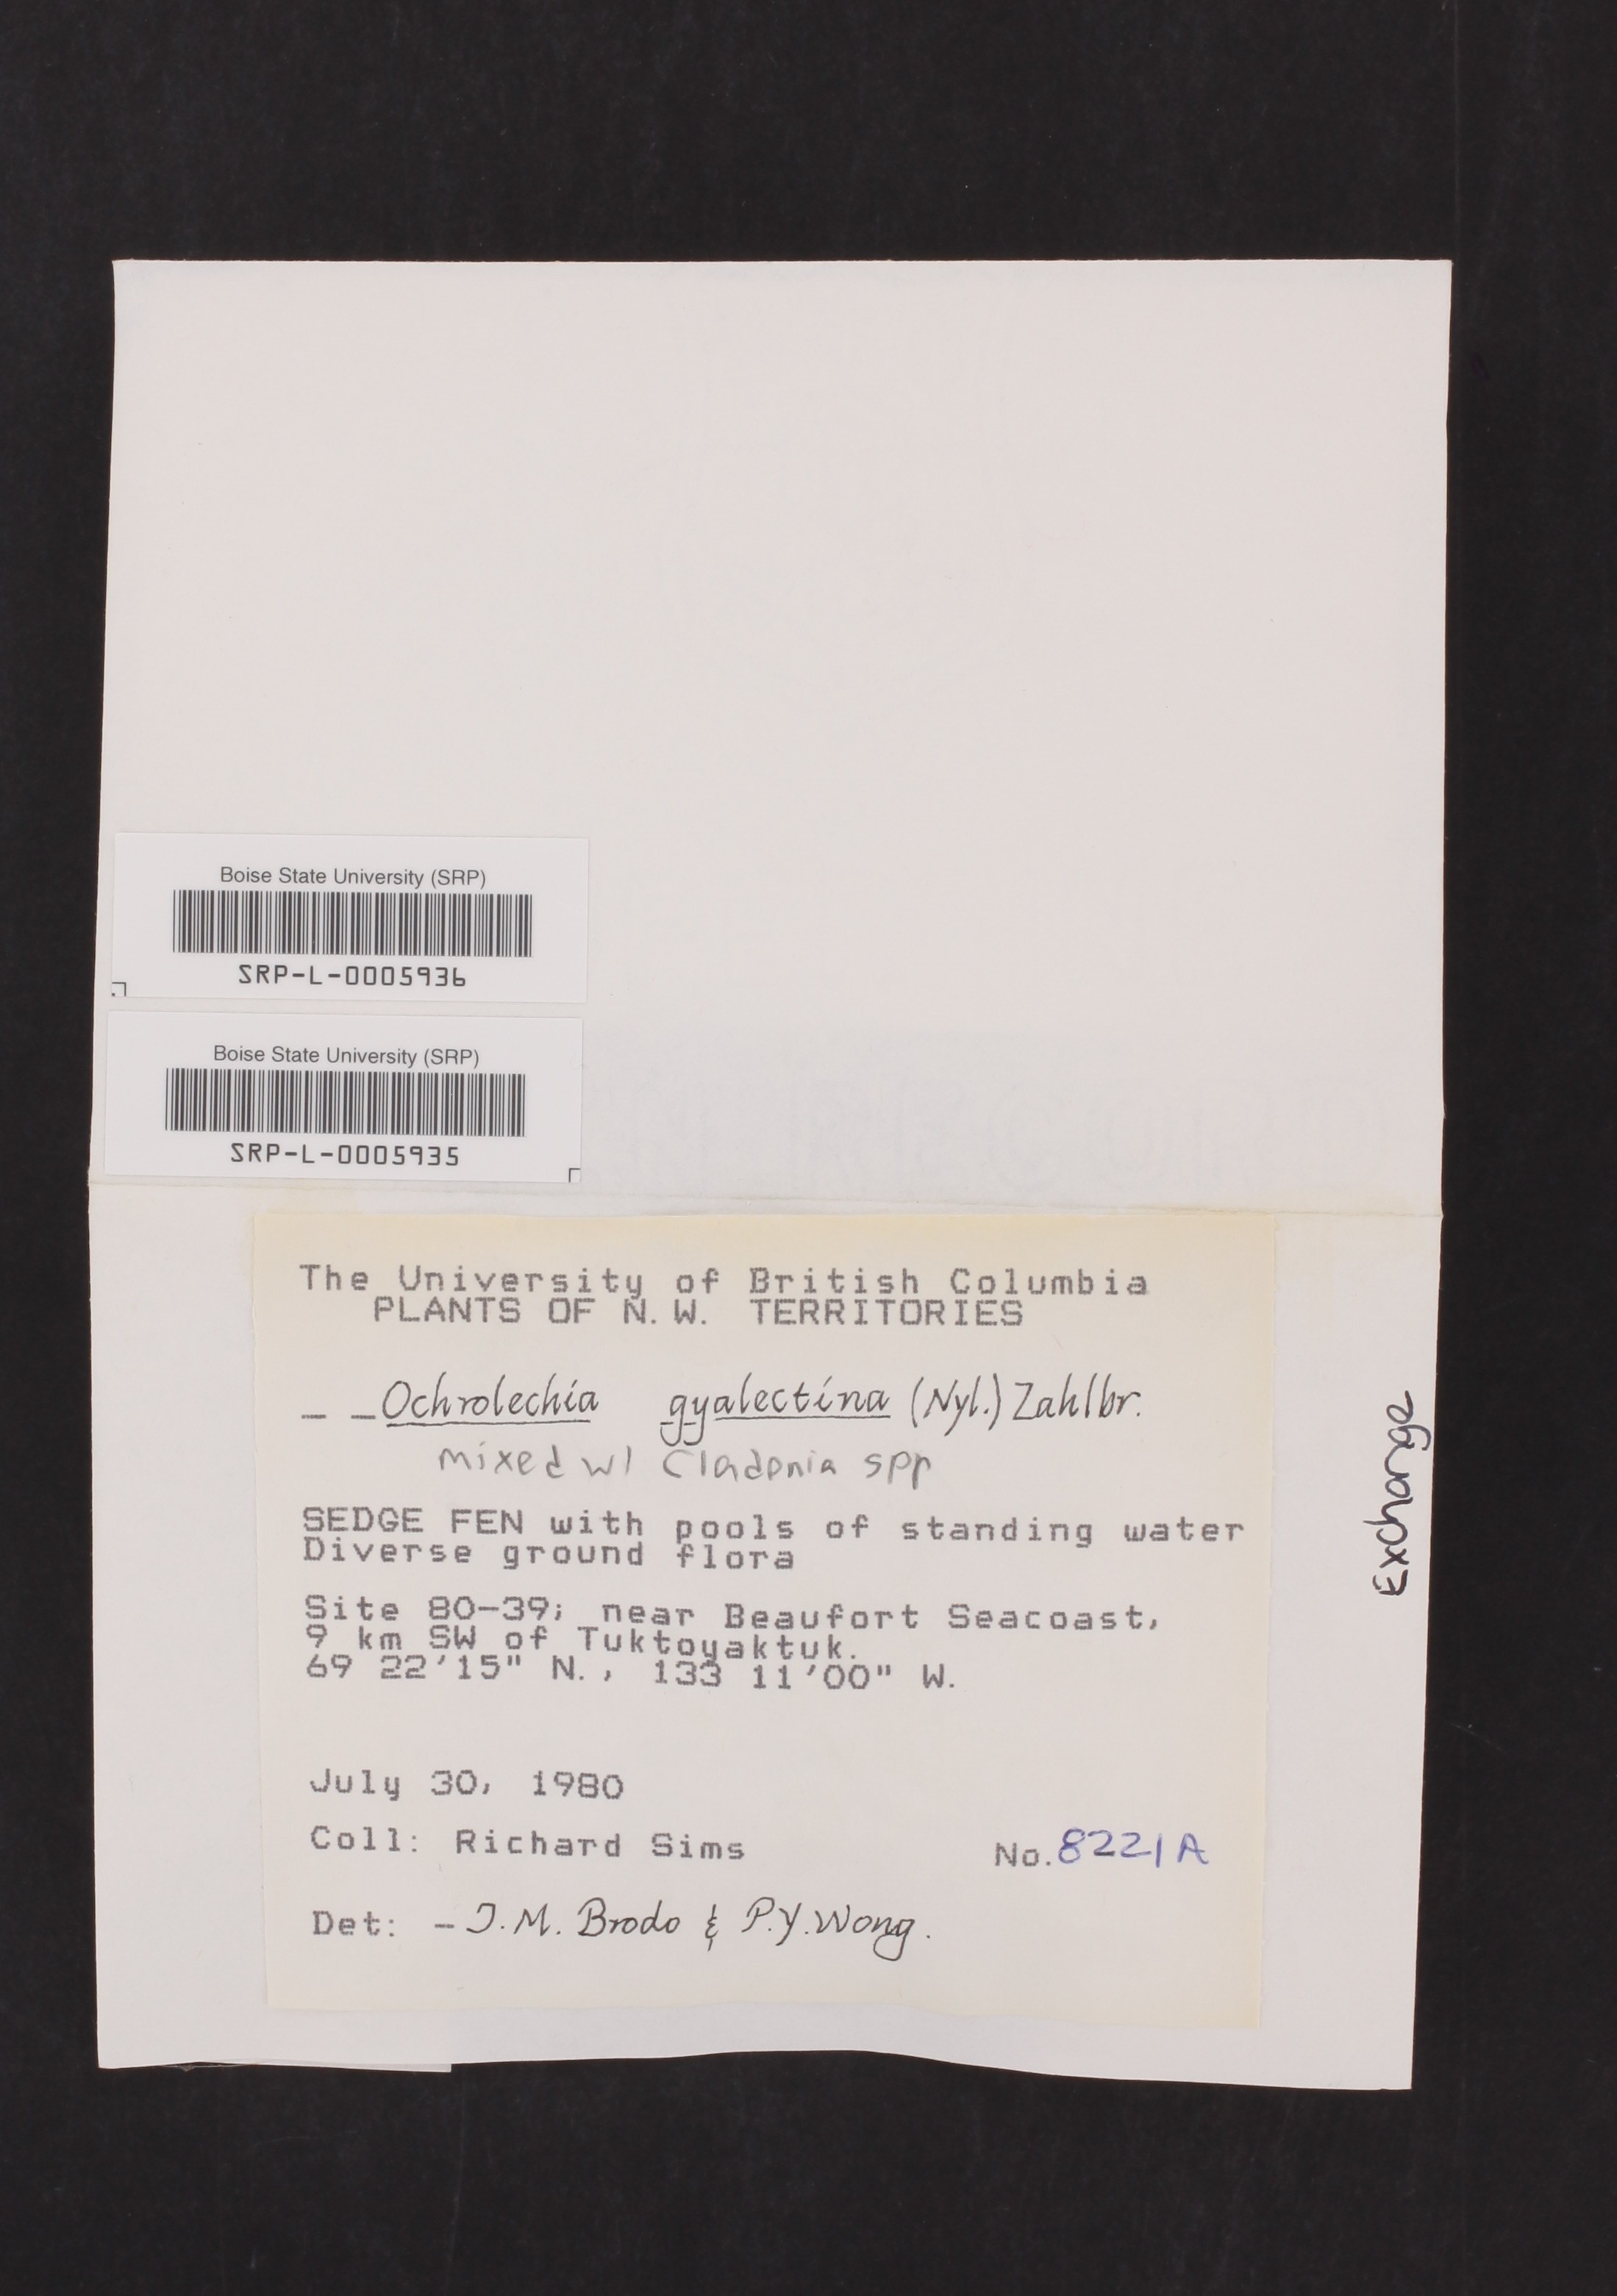 Boise State University (SRP)
SRP-L-0005936
Boise State University (SRP)
SRP-L-0005935
The University of British Columbia
PLANTS OF N. W. TERRITORIES
_ _ Ochrolechia gyalectina (Nyl.) Zahlbr.
mixed w/ Cladonia spp
SEDGE FEN with pools of standing water
Diverse ground flora
Site 80-39; near Beaufort Seacoast,
9 km SW of Tuktoyaktuk.
69 22'15" N., 133 11'00" W.
July 30, 1980
Coll: Richard Sims No. 8221A
Det: - I.M. Brodo & P.Y. Wong.
Exchange